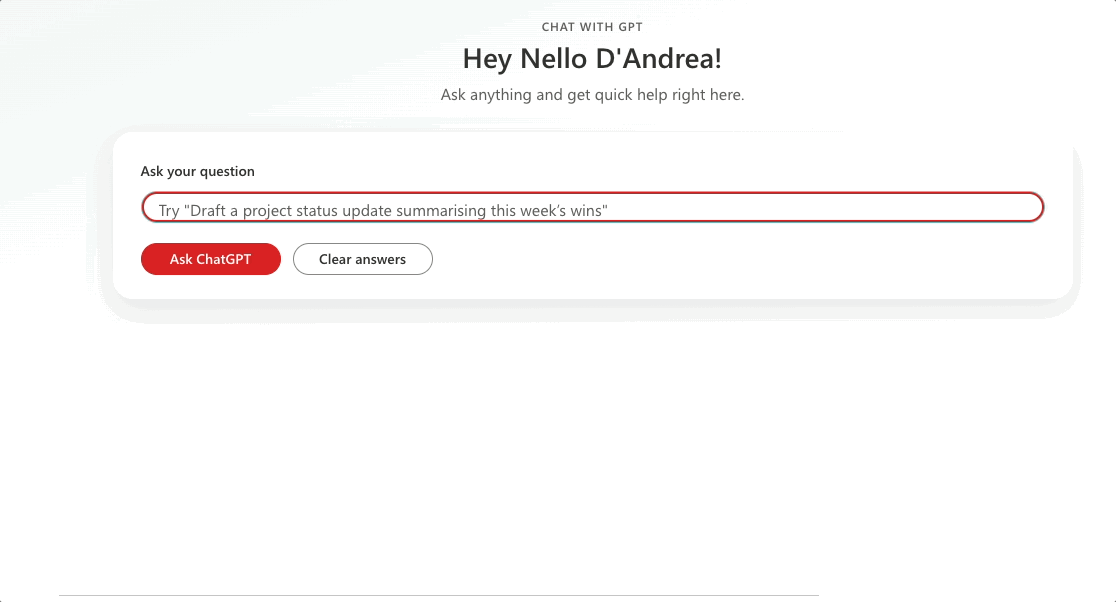 CHAT WITH GPT
Hey Nello D'Andrea!
Ask anything and get quick help right here.
Ask your question
Try "Draft a project status update summarising this week’s wins"
Ask ChatGPT
Clear answers